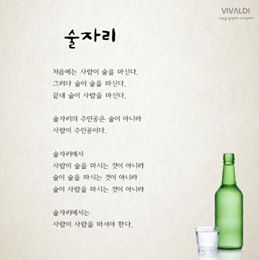 VIVALDI
술자리
처음에는 사람이 술을 마신다.
그러다 술이 술을 마신다.
끝내 술이 사람을 마신다.
술자리의 주인공은 술이 아니라
사람이 주인공이다.
술자리에서
사람이 술을 마시는 것이 아니라
술이 술을 마시는 것이 아니라
술이 사람을 마시는 것이 아니라
술자리에서는
사람이 사람을 마셔야 한다.